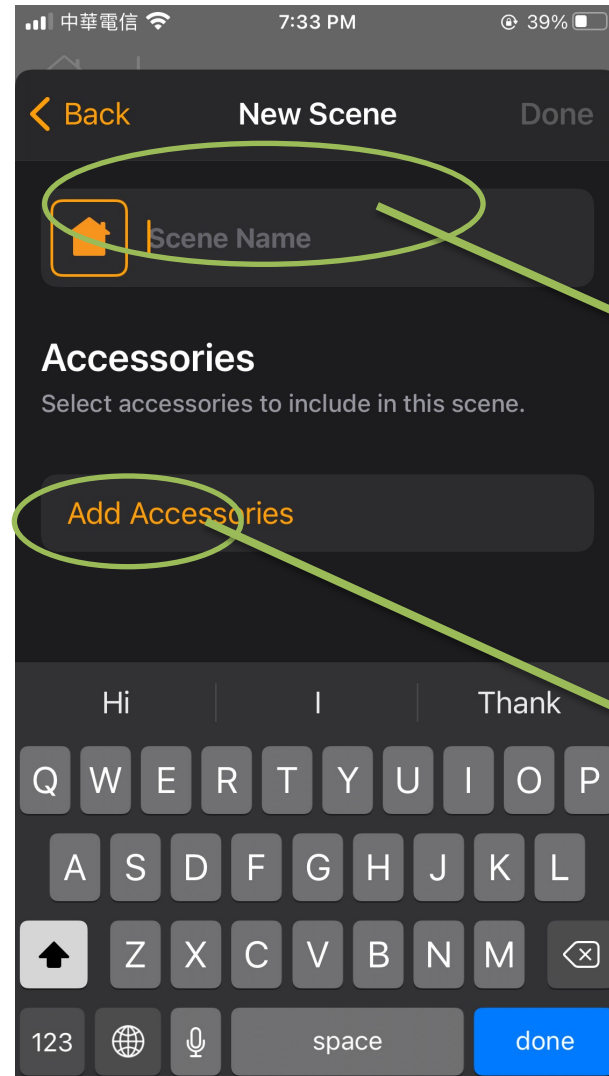 中華電信 7:33 PM 39%
Back New Scene Done
Scene Name
Accessories
Select accessories to include in this scene.
Add Accessories
Hi I Thank
Q W E R T Y U I O P
A S D F G H J K L
Z X C V B N M
123 space done